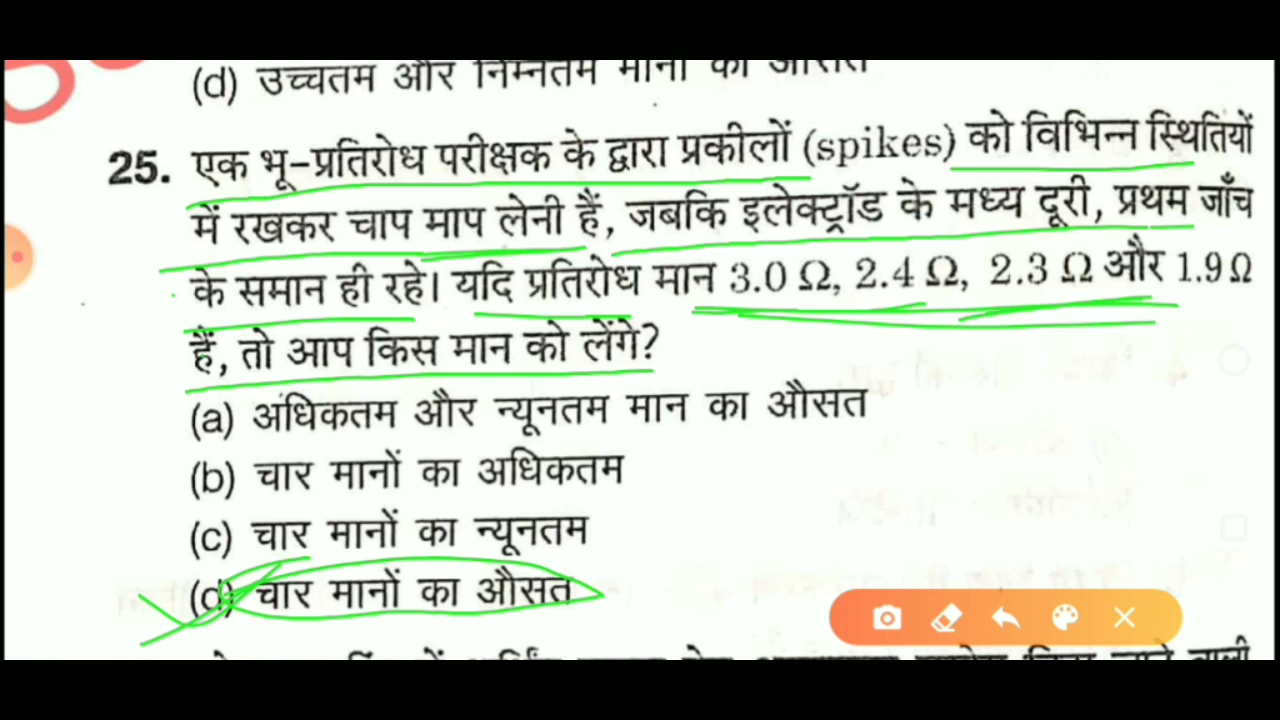 (d) उच्चतम और निम्नतम मानों का औसत
25. एक भू-प्रतिरोध परीक्षक के द्वारा प्रकीलों (spikes) को विभिन्न स्थितियों
में रखकर चाप माप लेनी हैं, जबकि इलेक्ट्रॉड के मध्य दूरी, प्रथम जाँच
के समान ही रहे। यदि प्रतिरोध मान 3.0 Ω, 2.4 Ω, 2.3 Ω और 1.9 Ω
हैं, तो आप किस मान को लेंगे?
(a) अधिकतम और न्यूनतम मान का औसत
(b) चार मानों का अधिकतम
(c) चार मानों का न्यूनतम
(d) चार मानों का औसत